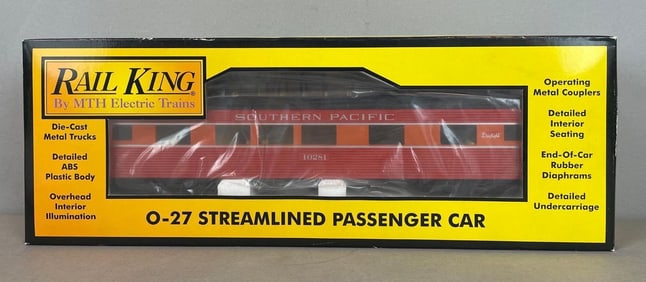 RAIL KING®
By MTH Electric Trains
Die-Cast
Metal Trucks
Detailed
ABS
Plastic Body
Overhead
Interior
Illumination
SOUTHERN PACIFIC
10281
Operating
Metal Couplers
Detailed
Interior
Seating
End-Of-Car
Rubber
Diaphrams
Detailed
Undercarriage
O-27 STREAMLINED PASSENGER CAR